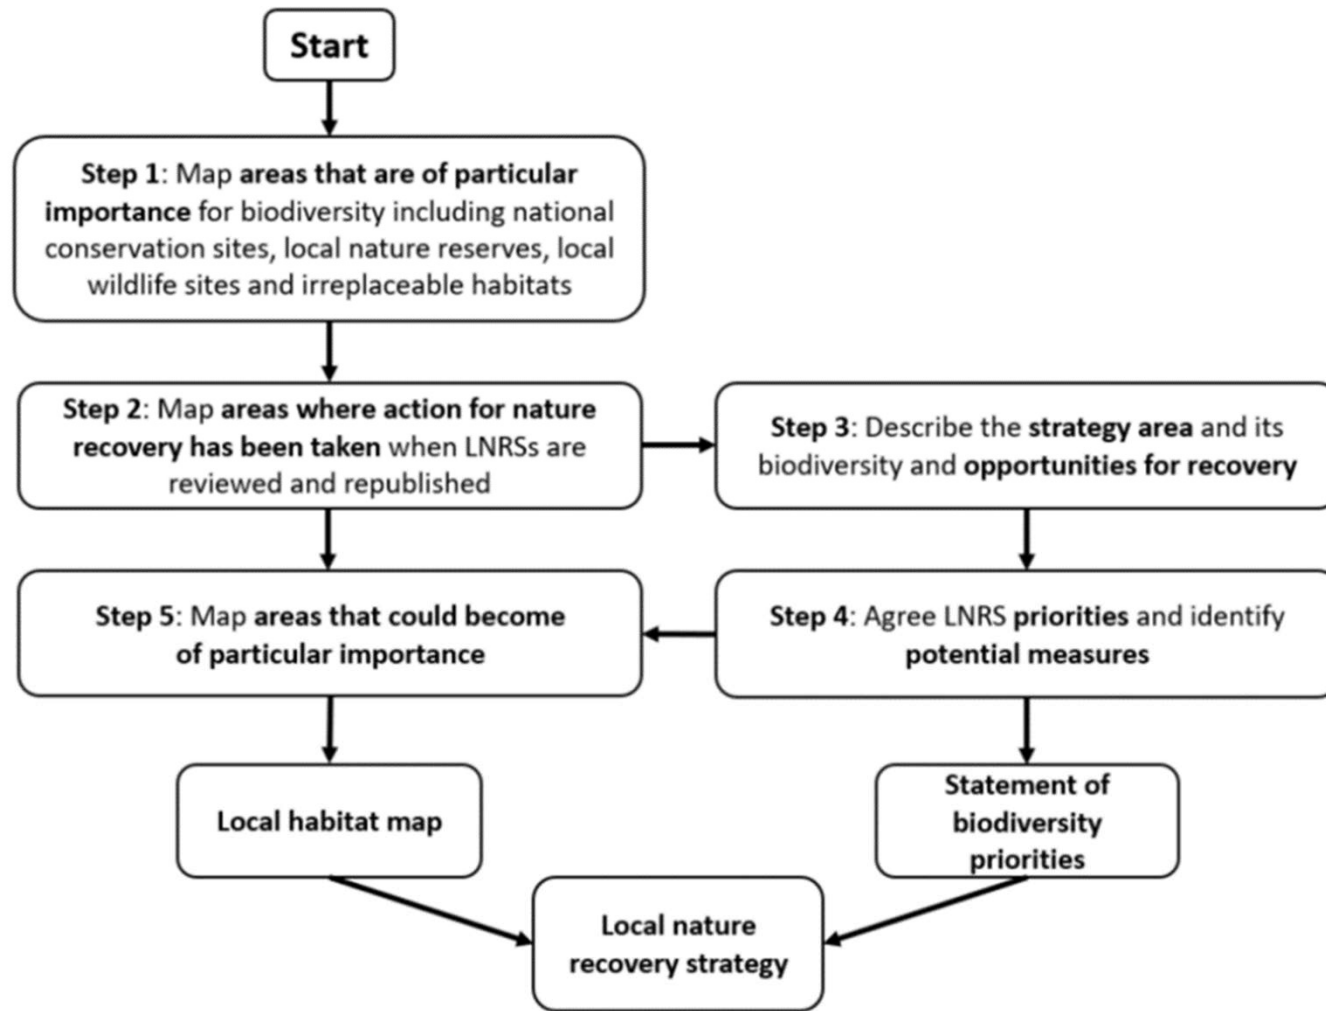 Start
Step 1: Map areas that are of particular
importance for biodiversity including national
conservation sites, local nature reserves, local
wildlife sites and irreplaceable habitats
Step 2: Map areas where action for nature
recovery has been taken when LNRSs are
reviewed and republished
Step 3: Describe the strategy area and its
biodiversity and opportunities for recovery
Step 4: Agree LNRS priorities and identify
potential measures
Step 5: Map areas that could become
of particular importance
Local habitat map
Statement of
biodiversity
priorities
Local nature
recovery strategy